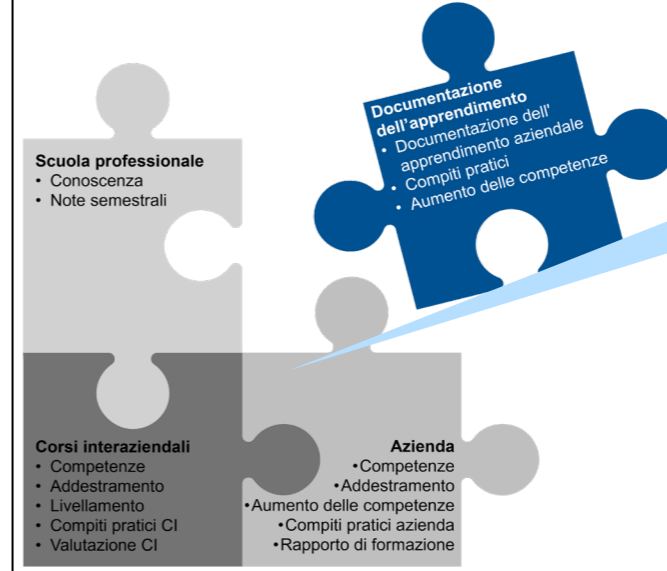 Documentazione
dell'apprendimento
• Documentazione dell'
apprendimento aziendale
• Compiti pratici
• Aumento delle competenze
Scuola professionale
• Conoscenza
• Note semestrali
Corsi interaziendali
• Competenze
• Addestramento
• Livellamento
• Compiti pratici CI
• Valutazione CI
Azienda
•Competenze
•Addestramento
•Aumento delle competenze
•Compiti pratici azienda
•Rapporto di formazione